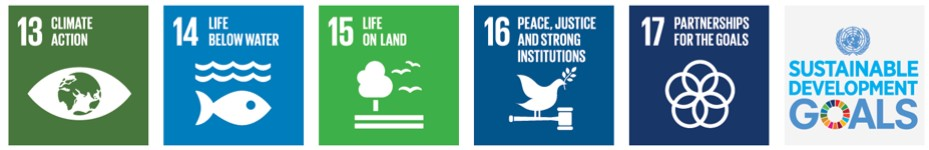 13 CLIMATE
ACTION
14 LIFE
BELOW WATER
15 LIFE
ON LAND
16 PEACE, JUSTICE
AND STRONG
INSTITUTIONS
17 PARTNERSHIPS
FOR THE GOALS
SUSTAINABLE
DEVELOPMENT
GOALS